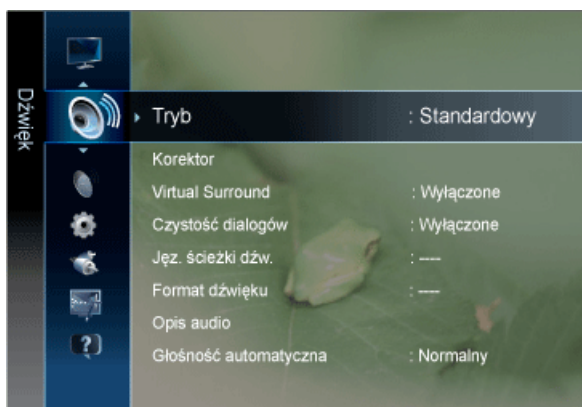 Dźwięk
Tryb : Standardowy
Korektor
Virtual Surround : Wyłączone
Czystość dialogów : Wyłączone
Jęz. ścieżki dźw. : ----
Format dźwięku : ----
Opis audio
Głośność automatyczna : Normalny